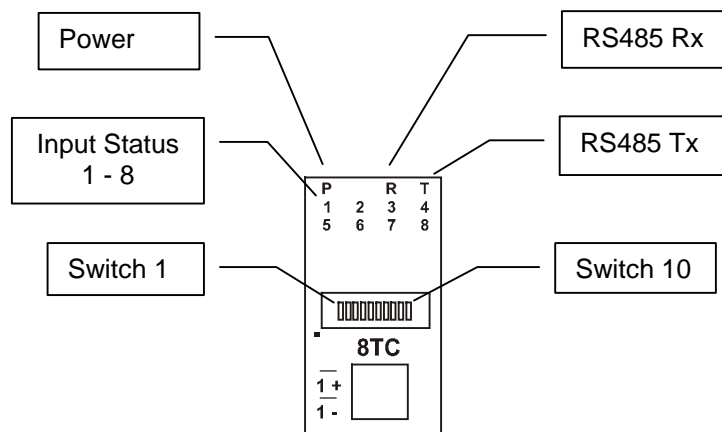 Power
RS485 Rx
Input Status
1 - 8
RS485 Tx
P R T
1 2 3 4
5 6 7 8
Switch 1
Switch 10
8TC
1 +
1 -